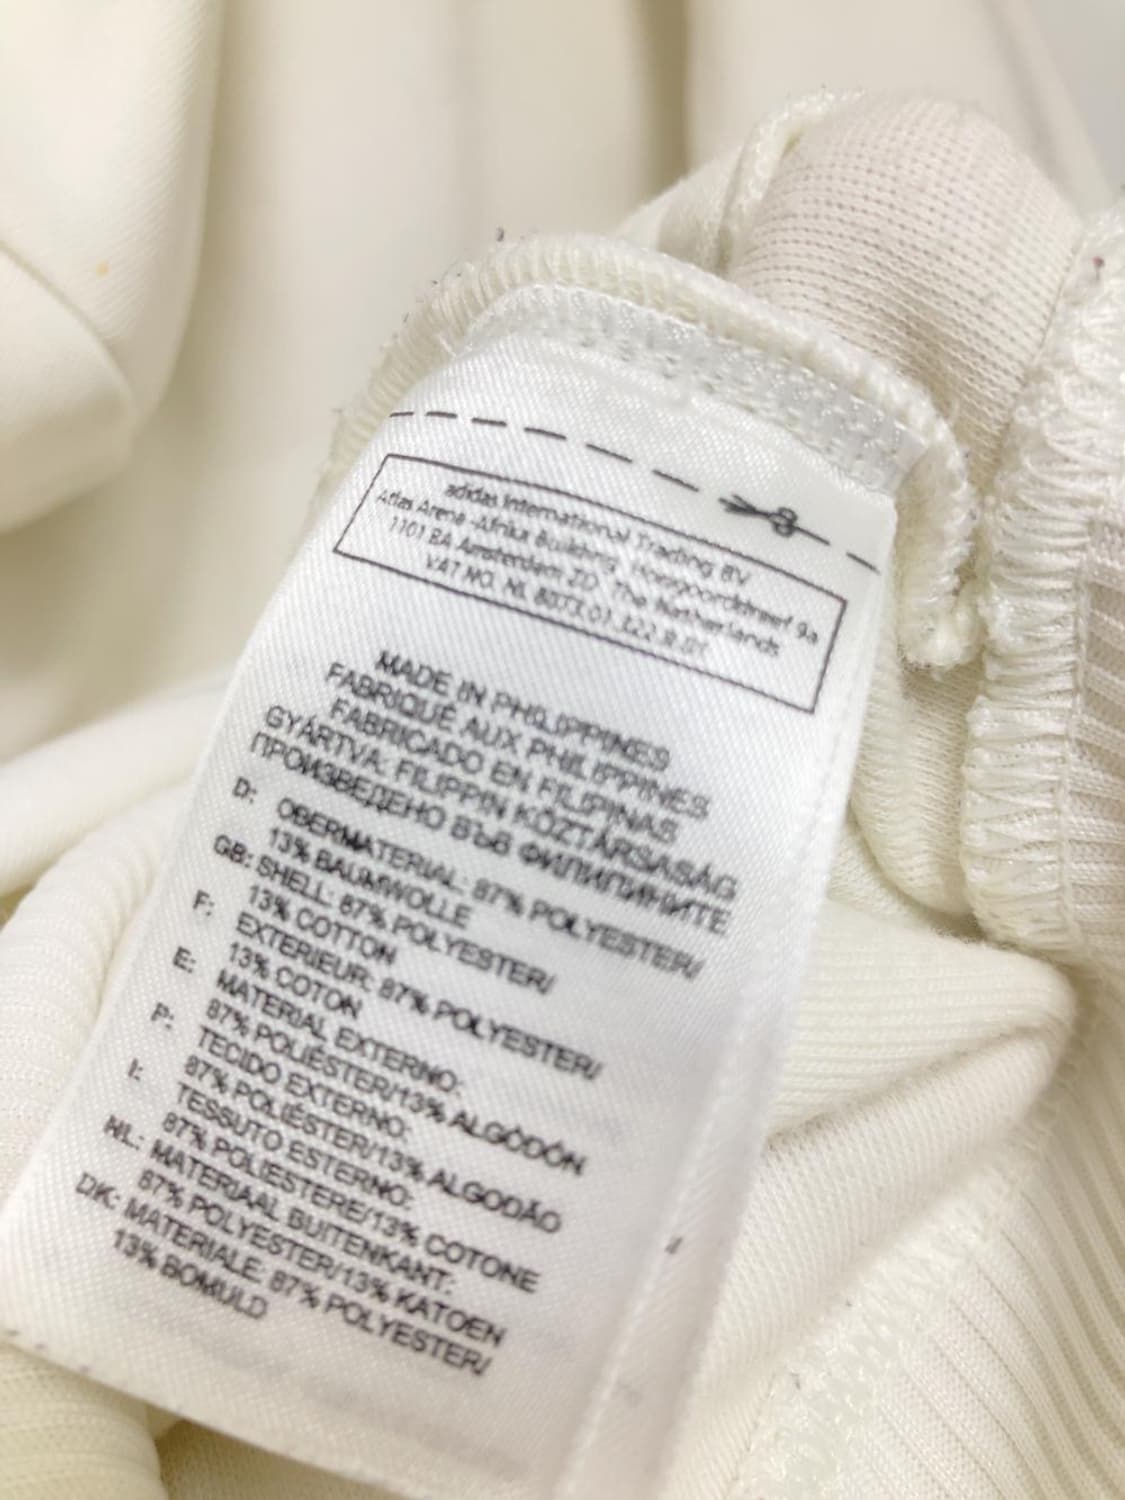 adidas International Trading BV
Atlas Arena -Afrika Building, Hoogoorddreef 9a
1101 BA Amsterdam ZO, The Netherlands
VAT NO. NL 8073.01.322.B.01
MADE IN PHILIPPINES
FABRIQUÉ AUX PHILIPPINES
FABRICADO EN FILIPINAS
GYÁRTVA: FILIPPIN KÖZTÁRSASÁG
ПРОИЗВЕДЕНО ВЪВ ФИЛИПИНИТЕ
D: OBERMATERIAL: 87% POLYESTER/
13% BAUMWOLLE
GB: SHELL: 87% POLYESTER/
13% COTTON
F: EXTERIEUR: 87% POLYESTER/
13% COTON
E: MATERIAL EXTERNO:
87% POLIÉSTER/13% ALGODÓN
P: TECIDO EXTERNO:
87% POLIÉSTER/13% ALGODÃO
I: TESSUTO ESTERNO:
87% POLIESTERE/13% COTONE
NL: MATERIAAL BUITENKANT:
87% POLYESTER/13% KATOEN
DK: MATERIALE: 87% POLYESTER/
13% BOMULD